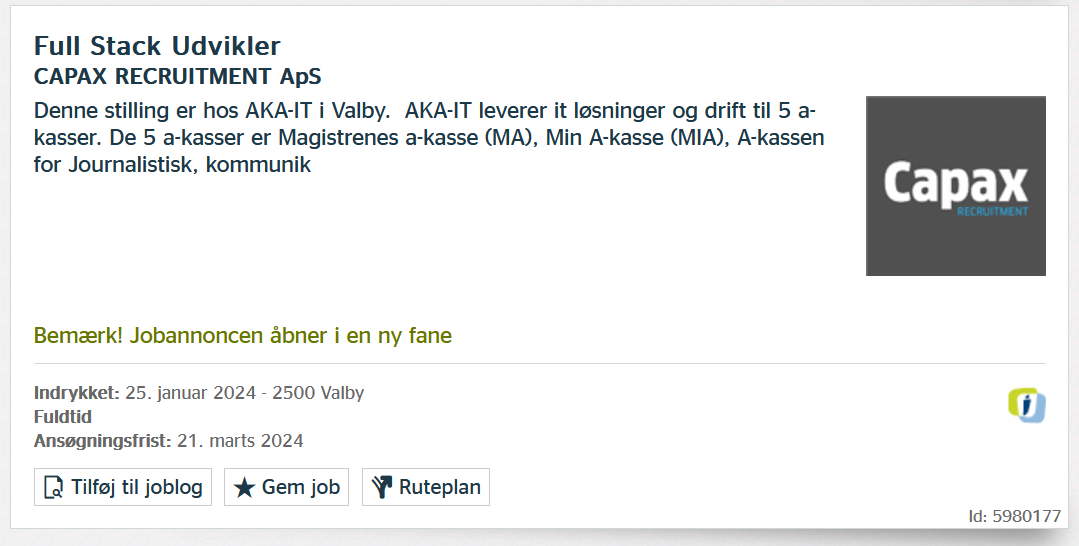 Full Stack Udvikler
CAPAX RECRUITMENT ApS
Denne stilling er hos AKA-IT i Valby.  AKA-IT leverer it løsninger og drift til 5 a-
kasser. De 5 a-kasser er Magistrenes a-kasse (MA), Min A-kasse (MIA), A-kassen
for Journalistisk, kommunik
Capax
RECRUITMENT
Bemærk! Jobannoncen åbner i en ny fane
Indrykket: 25. januar 2024 - 2500 Valby
Fuldtid
Ansøgningsfrist: 21. marts 2024
Tilføj til joblog Gem job Ruteplan
Id: 5980177